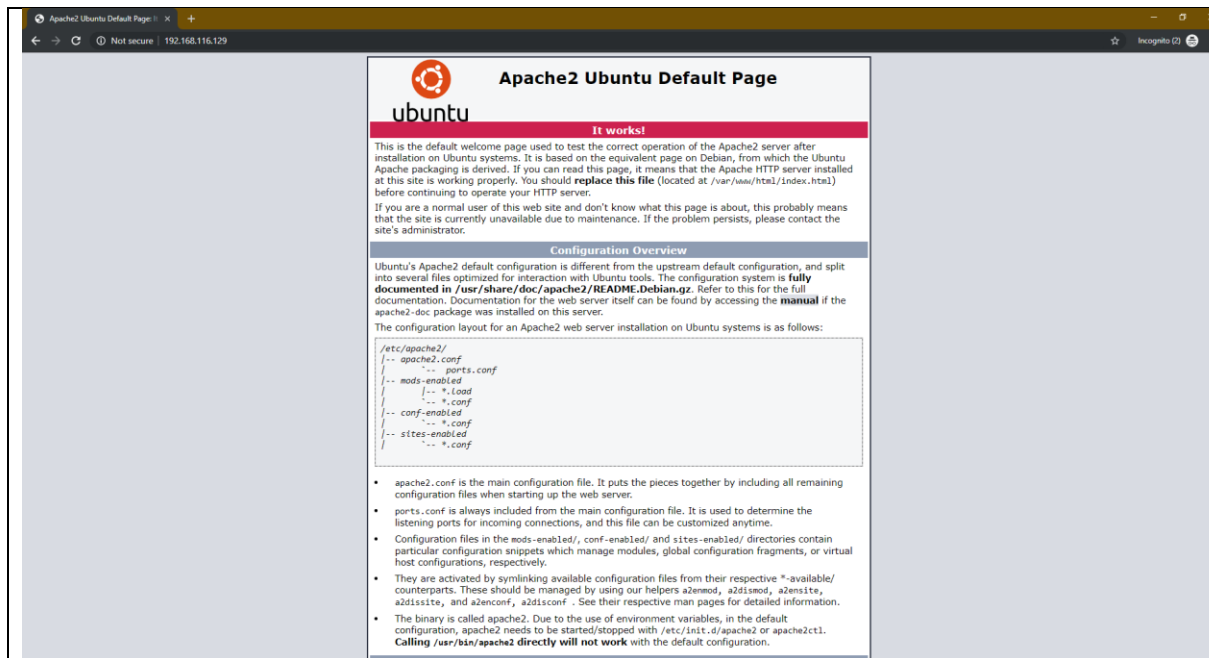 Apache2 Ubuntu Default Page: It
Not secure | 192.168.116.129
Incognito (2)
ubuntu
Apache2 Ubuntu Default Page
It works!
This is the default welcome page used to test the correct operation of the Apache2 server after
installation on Ubuntu systems. It is based on the equivalent page on Debian, from which the Ubuntu
Apache packaging is derived. If you can read this page, it means that the Apache HTTP server installed
at this site is working properly. You should replace this file (located at /var/www/html/index.html)
before continuing to operate your HTTP server.
If you are a normal user of this web site and don't know what this page is about, this probably means
that the site is currently unavailable due to maintenance. If the problem persists, please contact the
site's administrator.
Configuration Overview
Ubuntu's Apache2 default configuration is different from the upstream default configuration, and split
into several files optimized for interaction with Ubuntu tools. The configuration system is fully
documented in /usr/share/doc/apache2/README.Debian.gz. Refer to this for the full
documentation. Documentation for the web server itself can be found by accessing the manual if the
apache2-doc package was installed on this server.
The configuration layout for an Apache2 web server installation on Ubuntu systems is as follows:
/etc/apache2/
|-- apache2.conf
|       `--  ports.conf
|-- mods-enabled
|       |-- *.load
|       `-- *.conf
|-- conf-enabled
|       `-- *.conf
|-- sites-enabled
|       `-- *.conf
• apache2.conf is the main configuration file. It puts the pieces together by including all remaining
configuration files when starting up the web server.
• ports.conf is always included from the main configuration file. It is used to determine the
listening ports for incoming connections, and this file can be customized anytime.
• Configuration files in the mods-enabled/, conf-enabled/ and sites-enabled/ directories contain
particular configuration snippets which manage modules, global configuration fragments, or virtual
host configurations, respectively.
• They are activated by symlinking available configuration files from their respective *-available/
counterparts. These should be managed by using our helpers a2enmod, a2dismod, a2ensite,
a2dissite, and a2enconf, a2disconf . See their respective man pages for detailed information.
• The binary is called apache2. Due to the use of environment variables, in the default
configuration, apache2 needs to be started/stopped with /etc/init.d/apache2 or apache2ctl.
Calling /usr/bin/apache2 directly will not work with the default configuration.